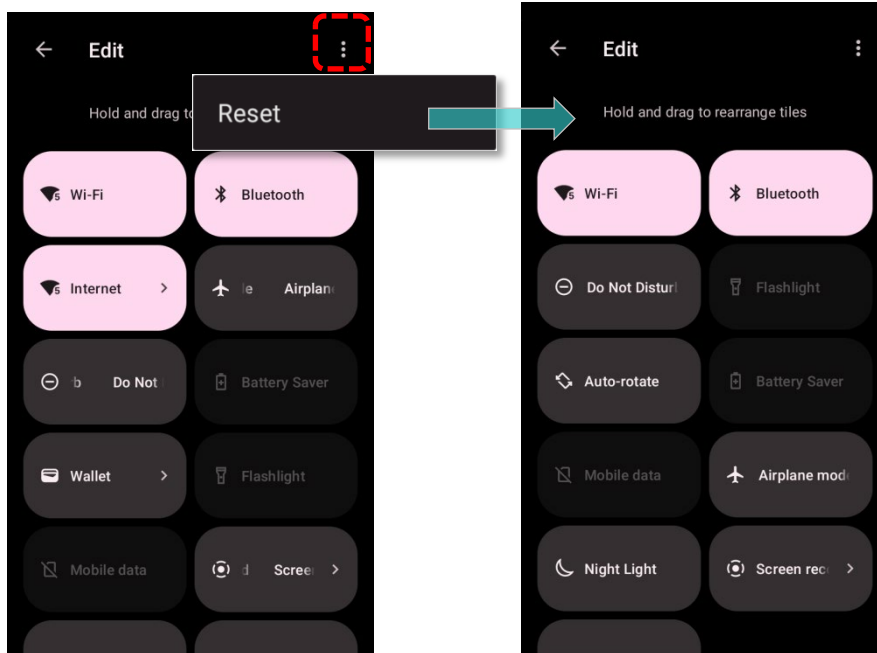 Edit
Hold and drag to
Reset
Wi-Fi
Bluetooth
Internet
le Airplan
b Do Not
Battery Saver
Wallet
Flashlight
Mobile data
d Scree
Edit
Hold and drag to rearrange tiles
Wi-Fi
Bluetooth
Do Not Distur
Flashlight
Auto-rotate
Battery Saver
Mobile data
Airplane mod
Night Light
Screen rec